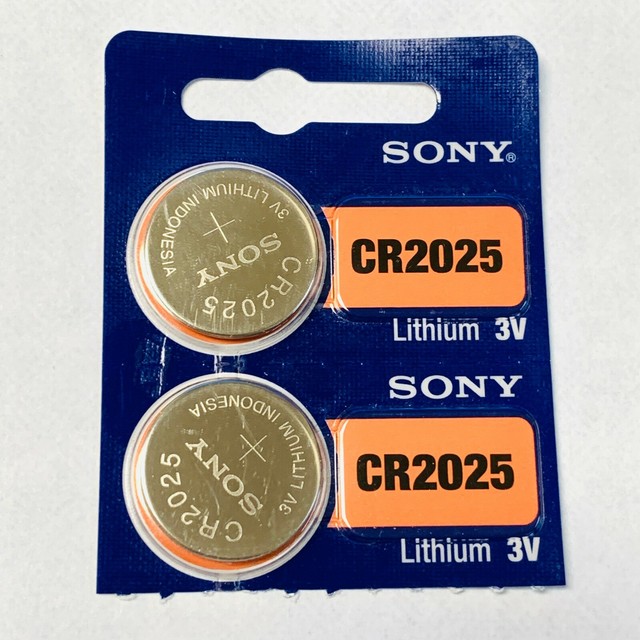 SONY®
3V LITHIUM INDONESIA
+
SONY
CR2025
CR2025
Lithium 3V
SONY
3V LITHIUM INDONESIA
+
SONY
CR2025
CR2025
Lithium 3V